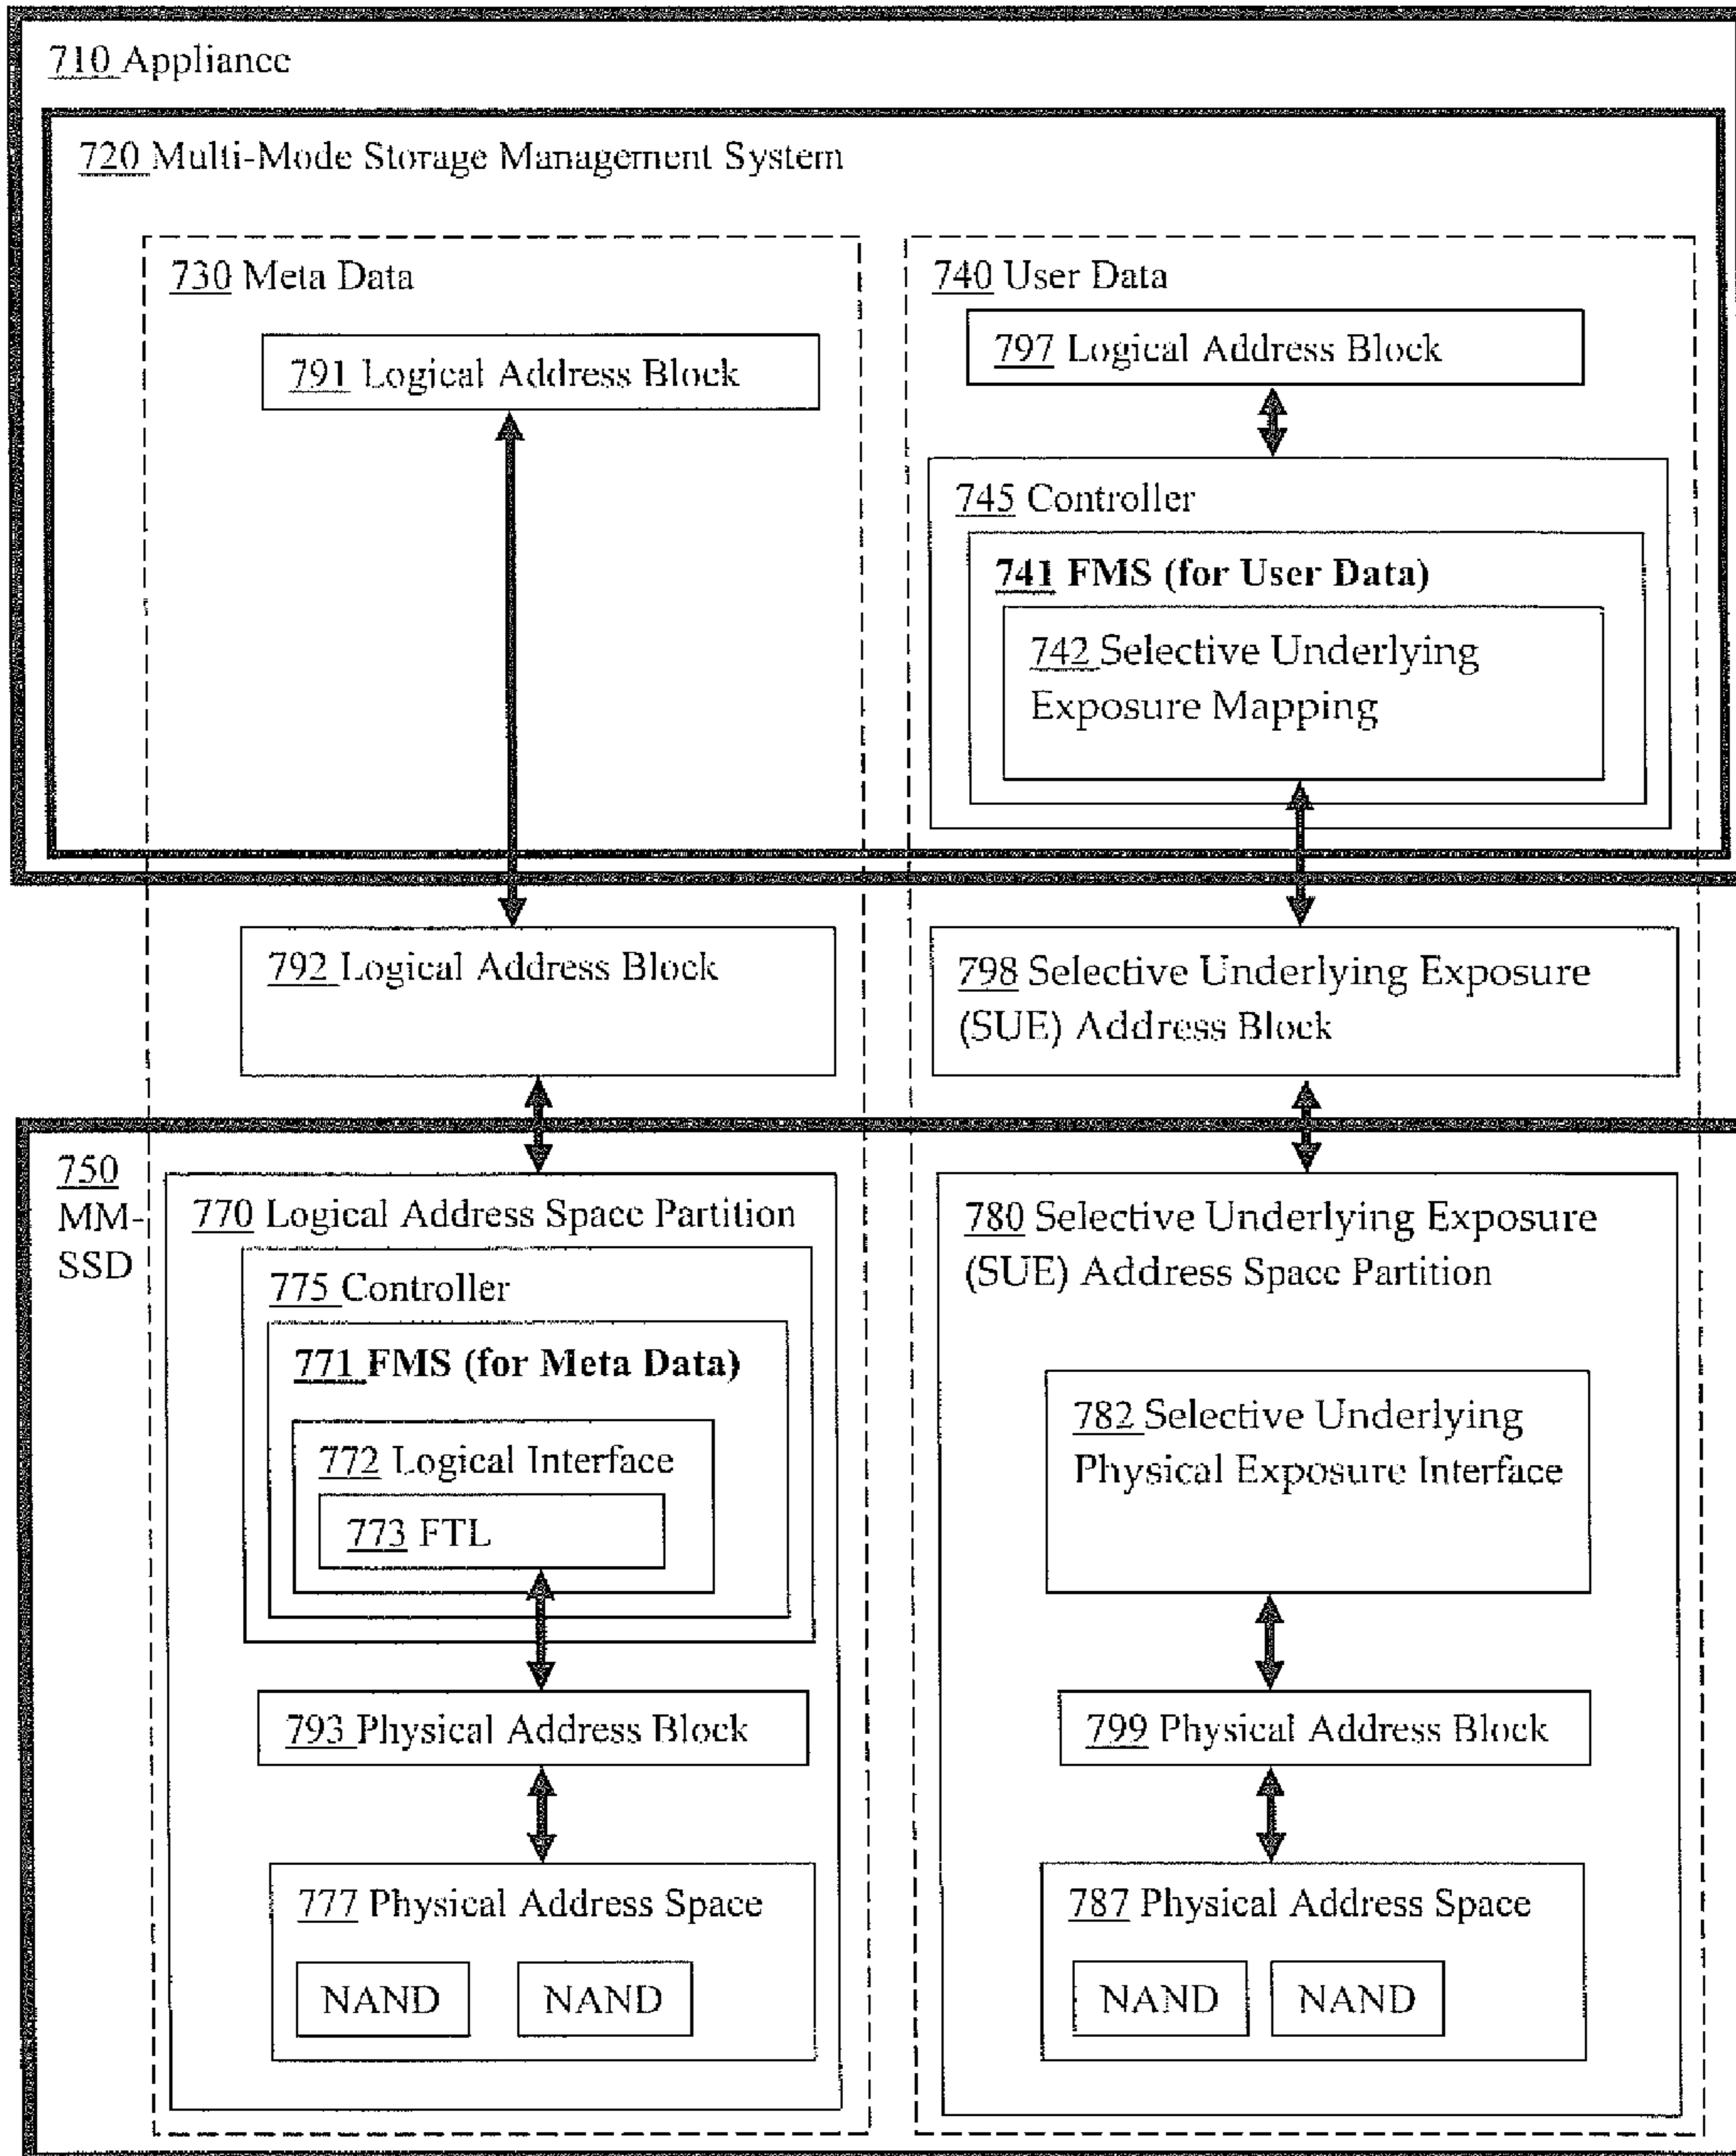 710 Appliance
720 Multi-Mode Storage Management System
730 Meta Data
791 Logical Address Block
740 User Data
797 Logical Address Block
745 Controller
741 FMS (for User Data)
742 Selective Underlying
Exposure Mapping
792 Logical Address Block
798 Selective Underlying Exposure
(SUE) Address Block
750
MM-
SSD
770 Logical Address Space Partition
775 Controller
771 FMS (for Meta Data)
772 Logical Interface
773 FTL
793 Physical Address Block
777 Physical Address Space
NAND NAND
780 Selective Underlying Exposure
(SUE) Address Space Partition
782 Selective Underlying
Physical Exposure Interface
799 Physical Address Block
787 Physical Address Space
NAND NAND